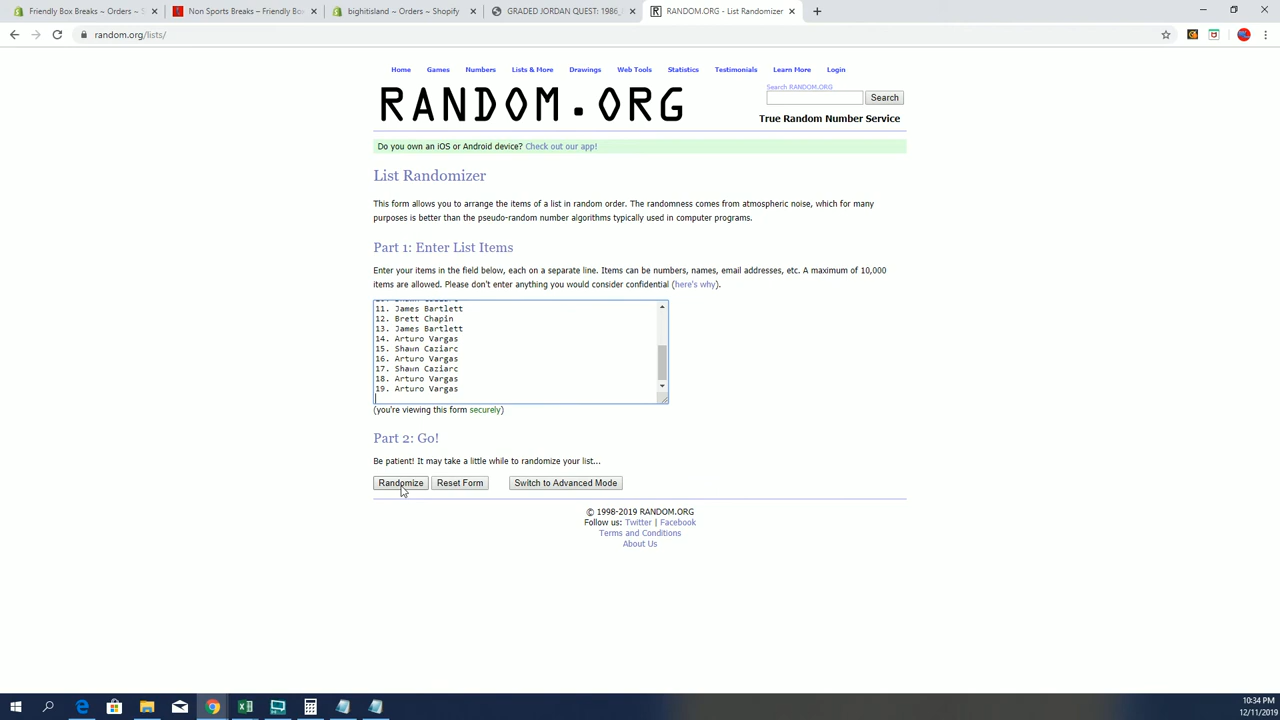 Friendly Box Breaks ~ Orders ~ S
Non Sports Breaks – Friendly Box
bighitisland ~ Orders ~ Shopify
GRADED JORDAN QUEST: 1986_
RANDOM.ORG - List Randomizer
random.org/lists/
Home Games Numbers Lists & More Drawings Web Tools Statistics Testimonials Learn More Login
RANDOM.ORG
Search RANDOM.ORG
Search
True Random Number Service
Do you own an iOS or Android device? Check out our app!
List Randomizer
This form allows you to arrange the items of a list in random order. The randomness comes from atmospheric noise, which for many
purposes is better than the pseudo-random number algorithms typically used in computer programs.
Part 1: Enter List Items
Enter your items in the field below, each on a separate line. Items can be numbers, names, email addresses, etc. A maximum of 10,000
items are allowed. Please don't enter anything you would consider confidential (here's why).
11. James Bartlett
12. Brett Chapin
13. James Bartlett
14. Arturo Vargas
15. Shawn Caziarc
16. Arturo Vargas
17. Shawn Caziarc
18. Arturo Vargas
19. Arturo Vargas
(you're viewing this form securely)
Part 2: Go!
Be patient! It may take a little while to randomize your list...
Randomize Reset Form Switch to Advanced Mode
© 1998-2019 RANDOM.ORG
Follow us: Twitter | Facebook
Terms and Conditions
About Us
10:34 PM
12/11/2019